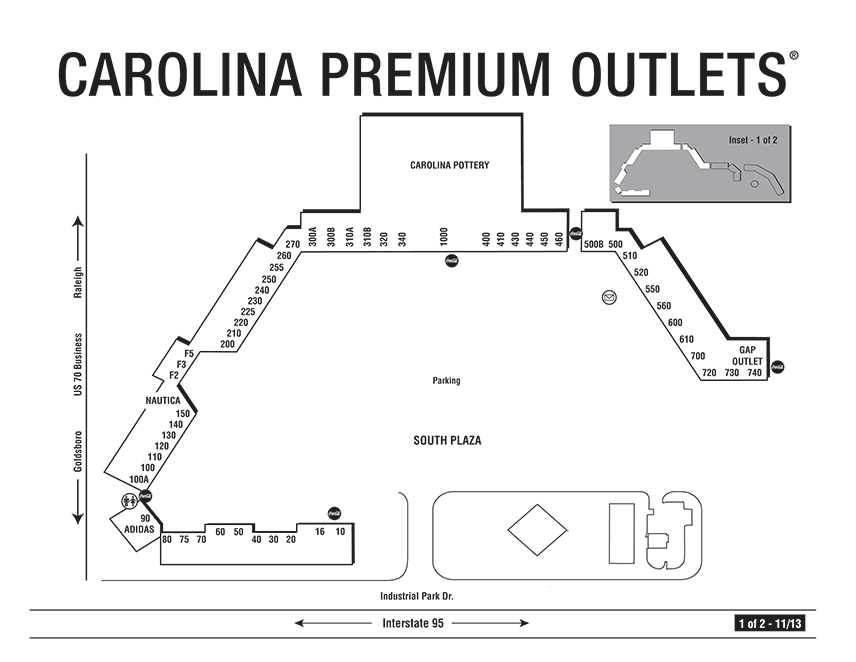 CAROLINA PREMIUM OUTLETS®
Inset - 1 of 2
CAROLINA POTTERY
270
300A
300B
310A
310B
320
340
1000
400
410
430
440
450
460
500B
500
260
255
250
240
230
225
220
210
200
510
520
550
560
600
610
700
GAP
OUTLET
720
730
740
F5
F3
F2
NAUTICA
150
140
130
120
110
100
100A
90
ADIDAS
80
75
70
60
50
40
30
20
16
10
Raleigh
US 70 Business
Goldsboro
Parking
SOUTH PLAZA
Industrial Park Dr.
Interstate 95
1 of 2 - 11/13